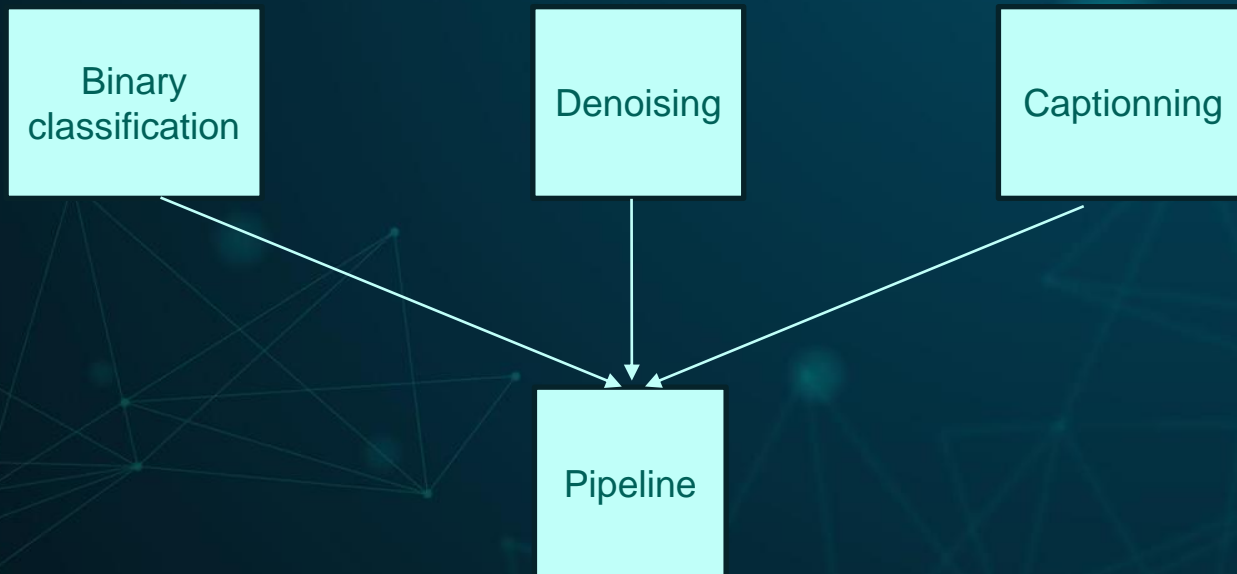 Binary
classification
Denoising
Captionning
Pipeline